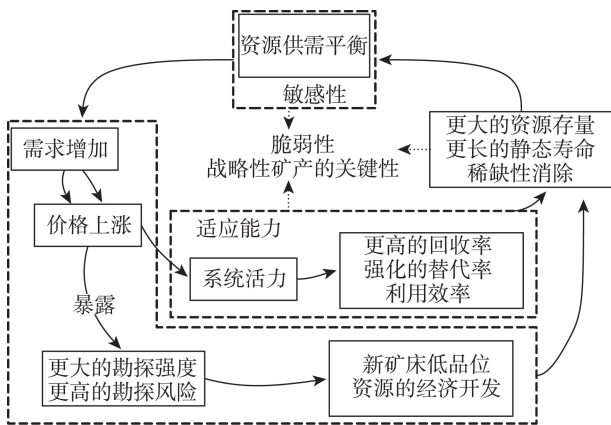 资源供需平衡
敏感性
需求增加
脆弱性
战略性矿产的关键性
更大的资源存量
更长的静态寿命
稀缺性消除
价格上涨
适应能力
系统活力
更高的回收率
强化的替代率
利用效率
暴露
更大的勘探强度
更高的勘探风险
新矿床低品位
资源的经济开发